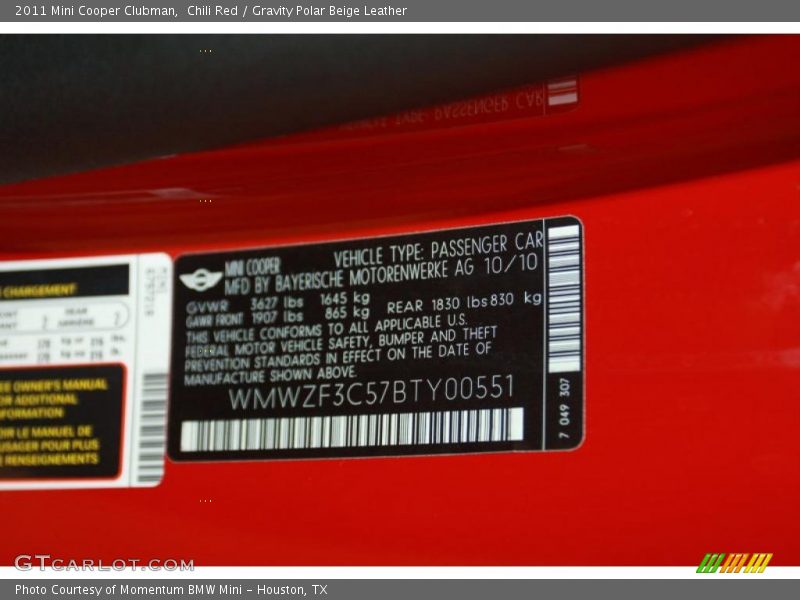 2011 Mini Cooper Clubman, Chili Red / Gravity Polar Beige Leather
MINI COOPER VEHICLE TYPE: PASSENGER CAR
MFD BY BAYERISCHE MOTORENWERKE AG 10/10
GVWR 3627 lbs 1645 kg
GAWR FRONT 1907 lbs 865 kg REAR 1830 lbs 830 kg
THIS VEHICLE CONFORMS TO ALL APPLICABLE U.S.
FEDERAL MOTOR VEHICLE SAFETY, BUMPER AND THEFT
PREVENTION STANDARDS IN EFFECT ON THE DATE OF
MANUFACTURE SHOWN ABOVE.
WMWZF3C57BTY00551
7 049 307
CHARGEMENT
REAR
OWNER'S MANUAL
ADDITIONAL
LE MANUEL DE
POUR PLUS
RENSEIGNEMENTS
GTCARLOT.COM
Photo Courtesy of Momentum BMW Mini - Houston, TX